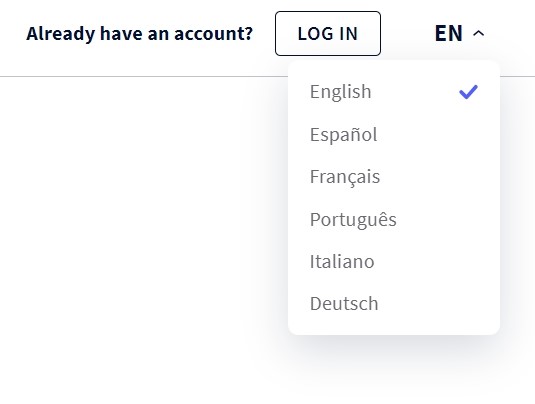 Already have an account? LOG IN EN
English
Español
Français
Português
Italiano
Deutsch